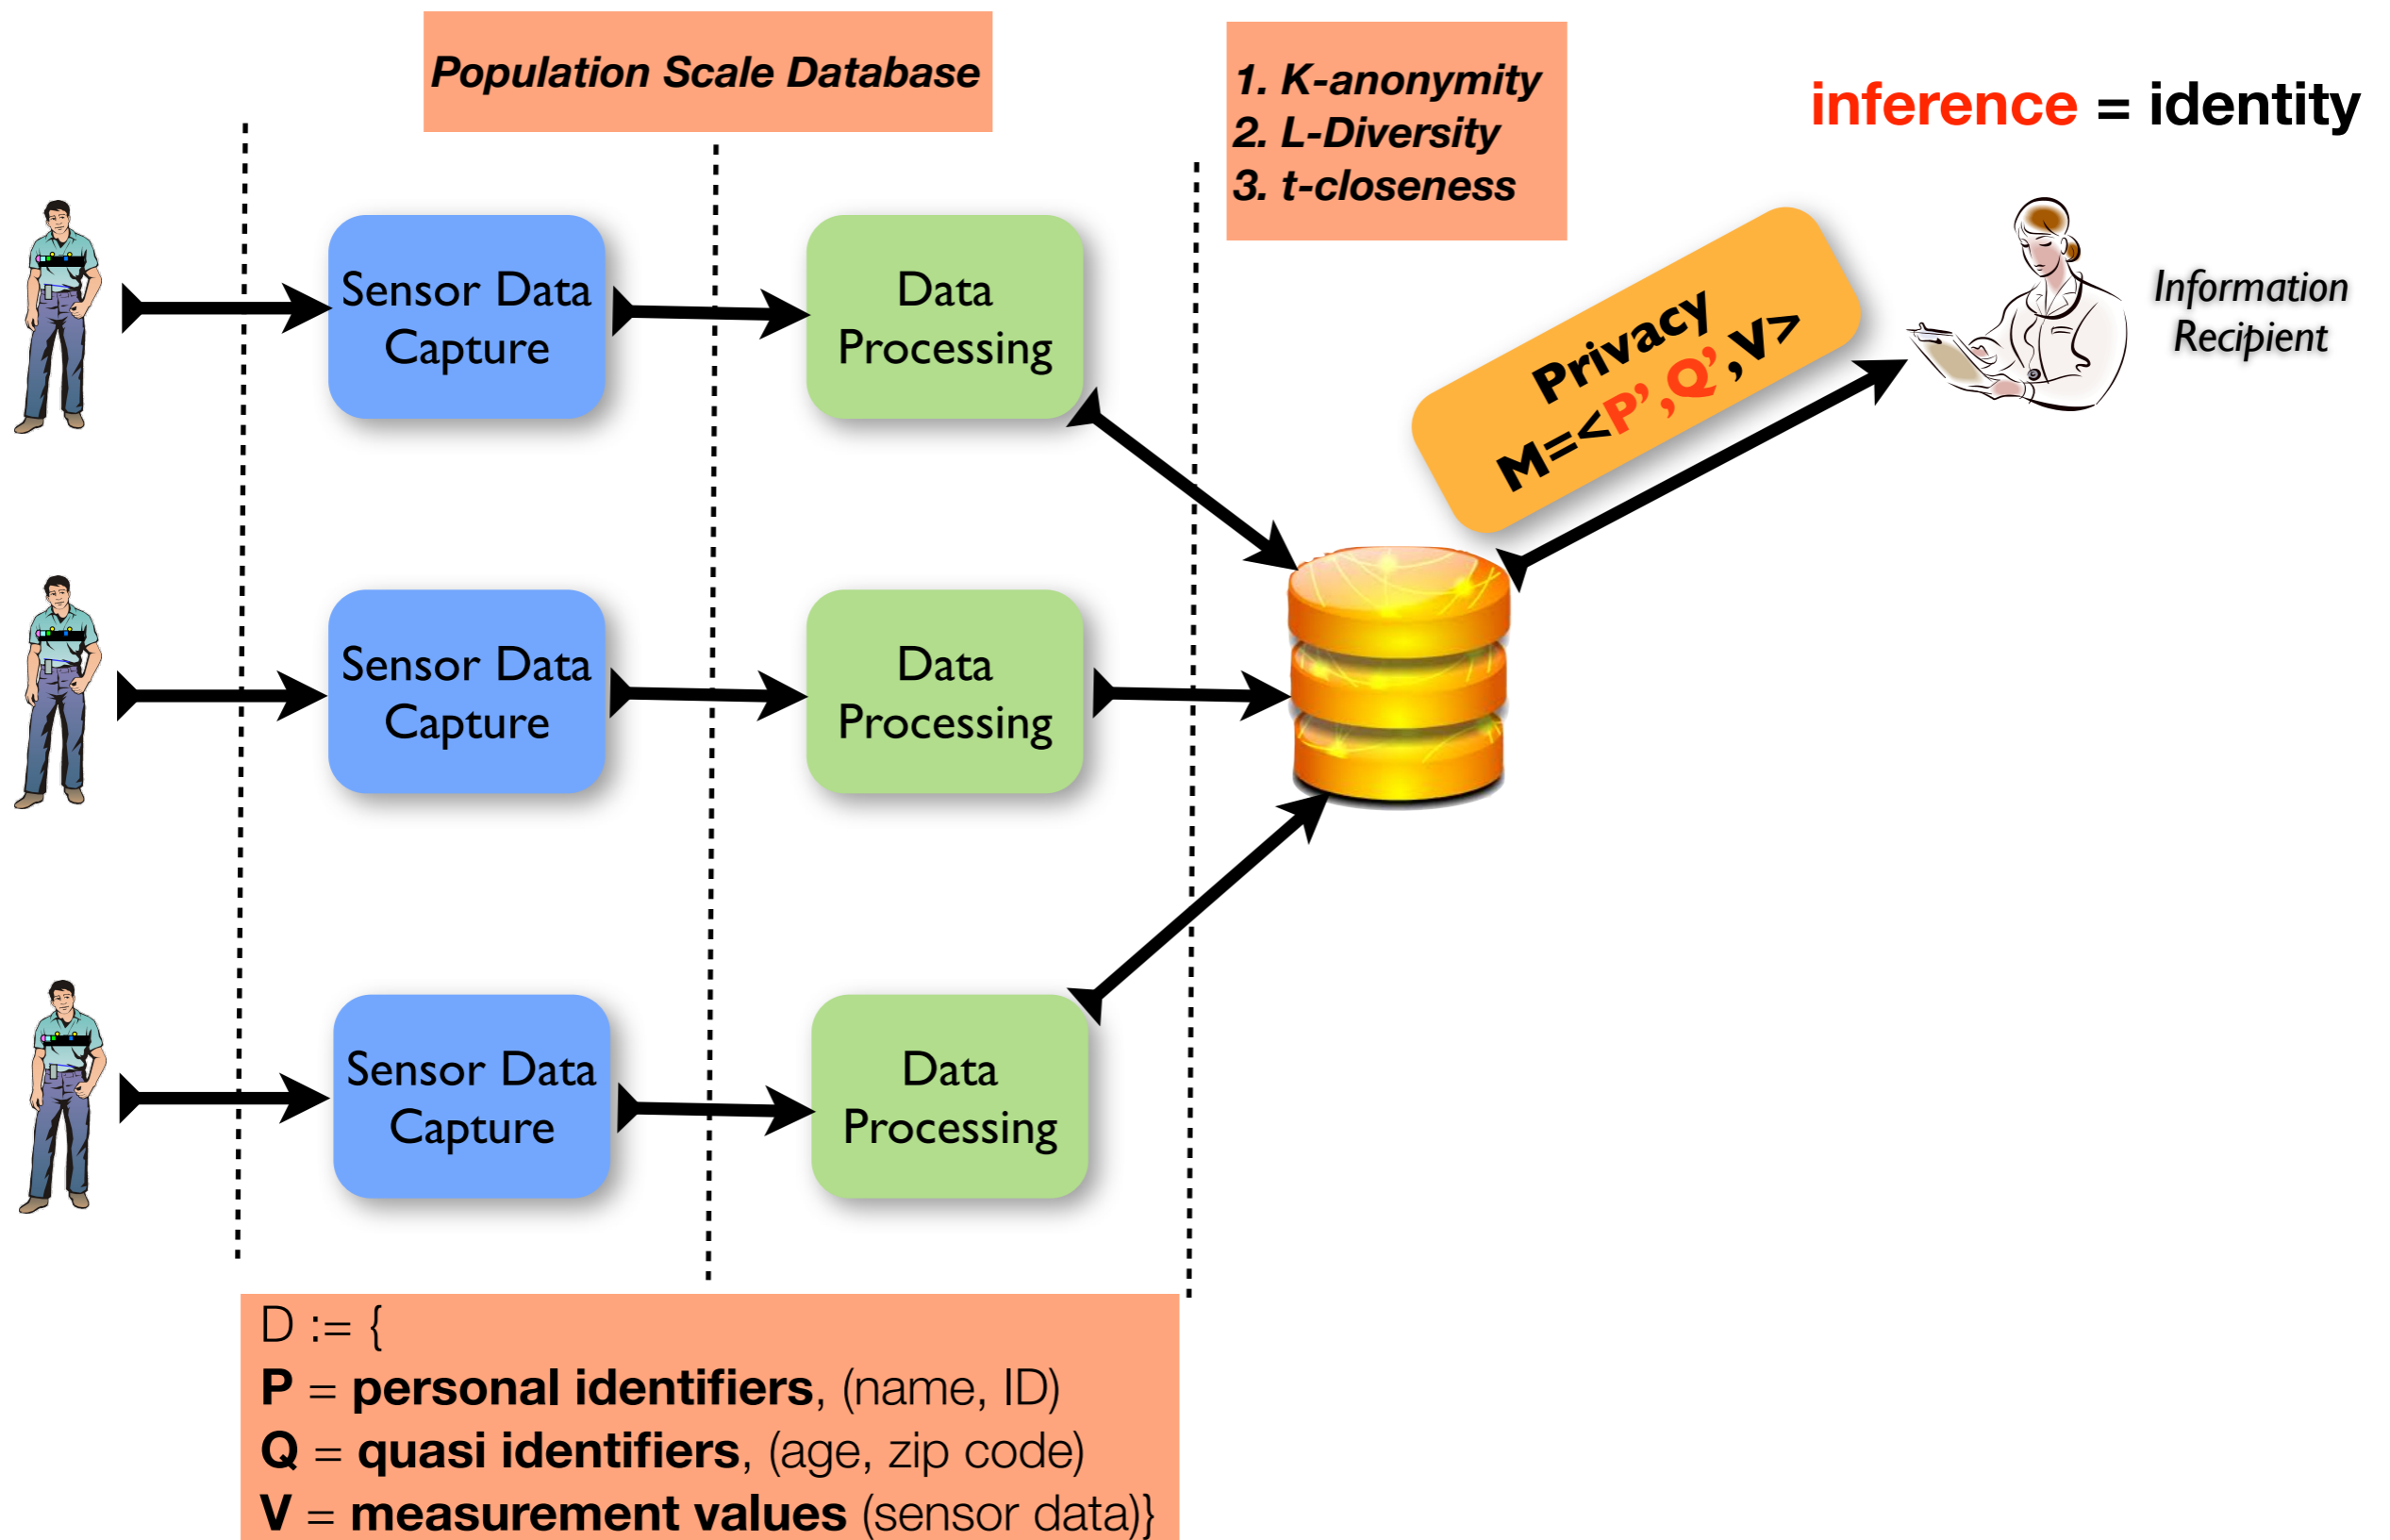 Population Scale Database
1. K-anonymity
2. L-Diversity
3. t-closeness
inference = identity
Sensor Data
Capture
Data
Processing
Privacy
M=<P’,Q’,V>
Information
Recipient
Sensor Data
Capture
Data
Processing
Sensor Data
Capture
Data
Processing
D := {
P = personal identifiers, (name, ID)
Q = quasi identifiers, (age, zip code)
V = measurement values (sensor data)}